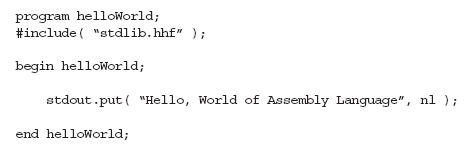 program helloWorld;
#include( “stdlib.hhf” );
begin helloWorld;
stdout.put( “Hello, World of Assembly Language”, nl );
end helloWorld;